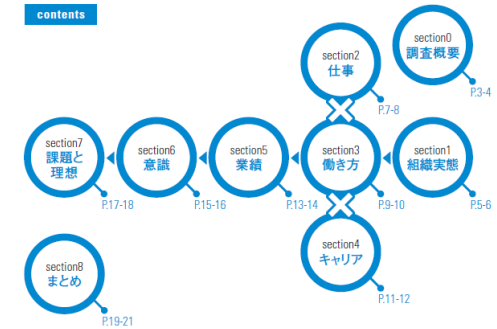 contents
section0
調査概要
P.3-4
section2
仕事
P.7-8
section7
課題と
理想
P.17-18
section6
意識
P.15-16
section5
業績
P.13-14
section3
働き方
P.9-10
section1
組織実態
P.5-6
section4
キャリア
P.11-12
section8
まとめ
P.19-21